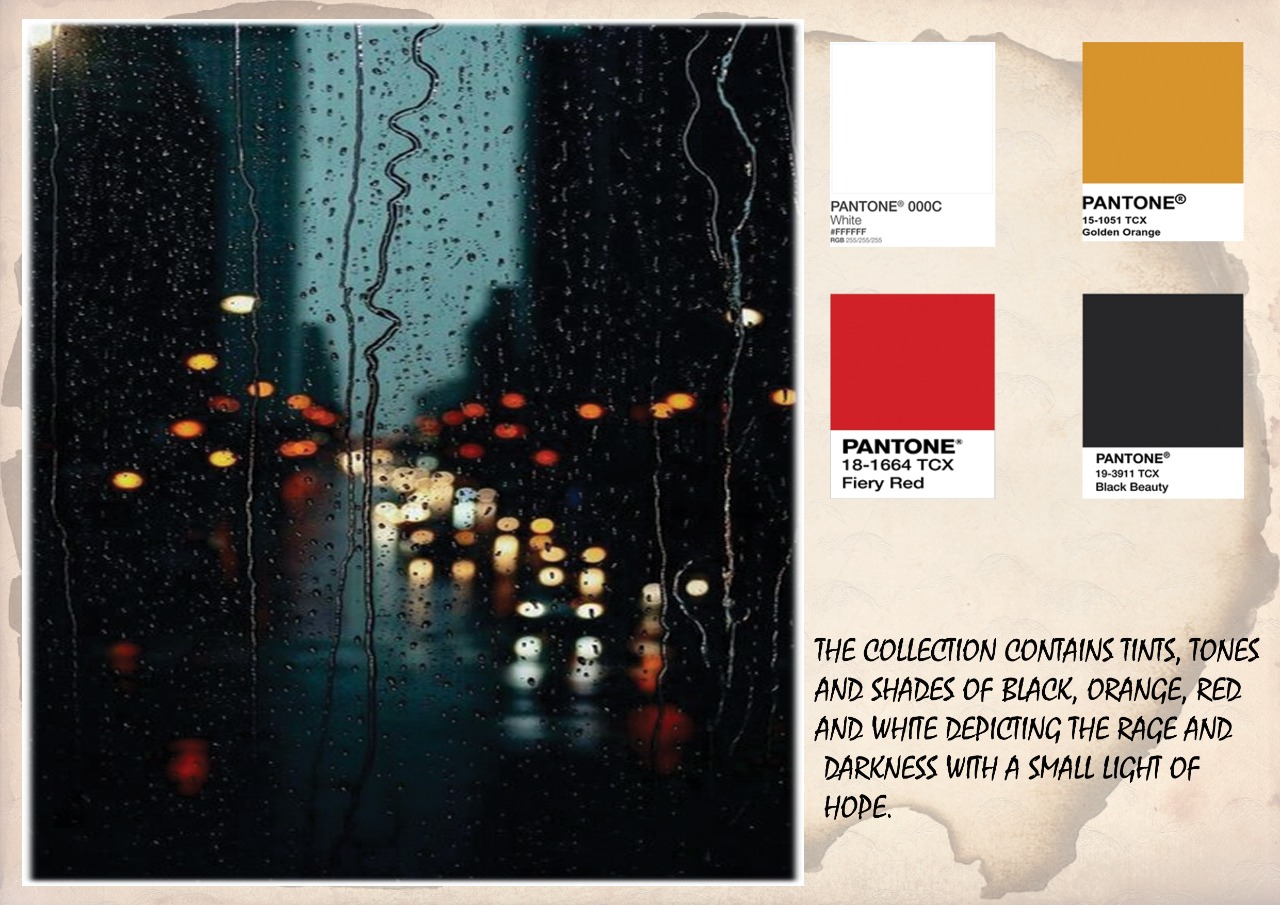 PANTONE® 000C
White
#FFFFFF
RGB 255/255/255
PANTONE®
15-1051 TCX
Golden Orange
PANTONE®
18-1664 TCX
Fiery Red
PANTONE®
19-3911 TCX
Black Beauty
THE COLLECTION CONTAINS TINTS, TONES
AND SHADES OF BLACK, ORANGE, RED
AND WHITE DEPICTING THE RAGE AND
DARKNESS WITH A SMALL LIGHT OF
HOPE.